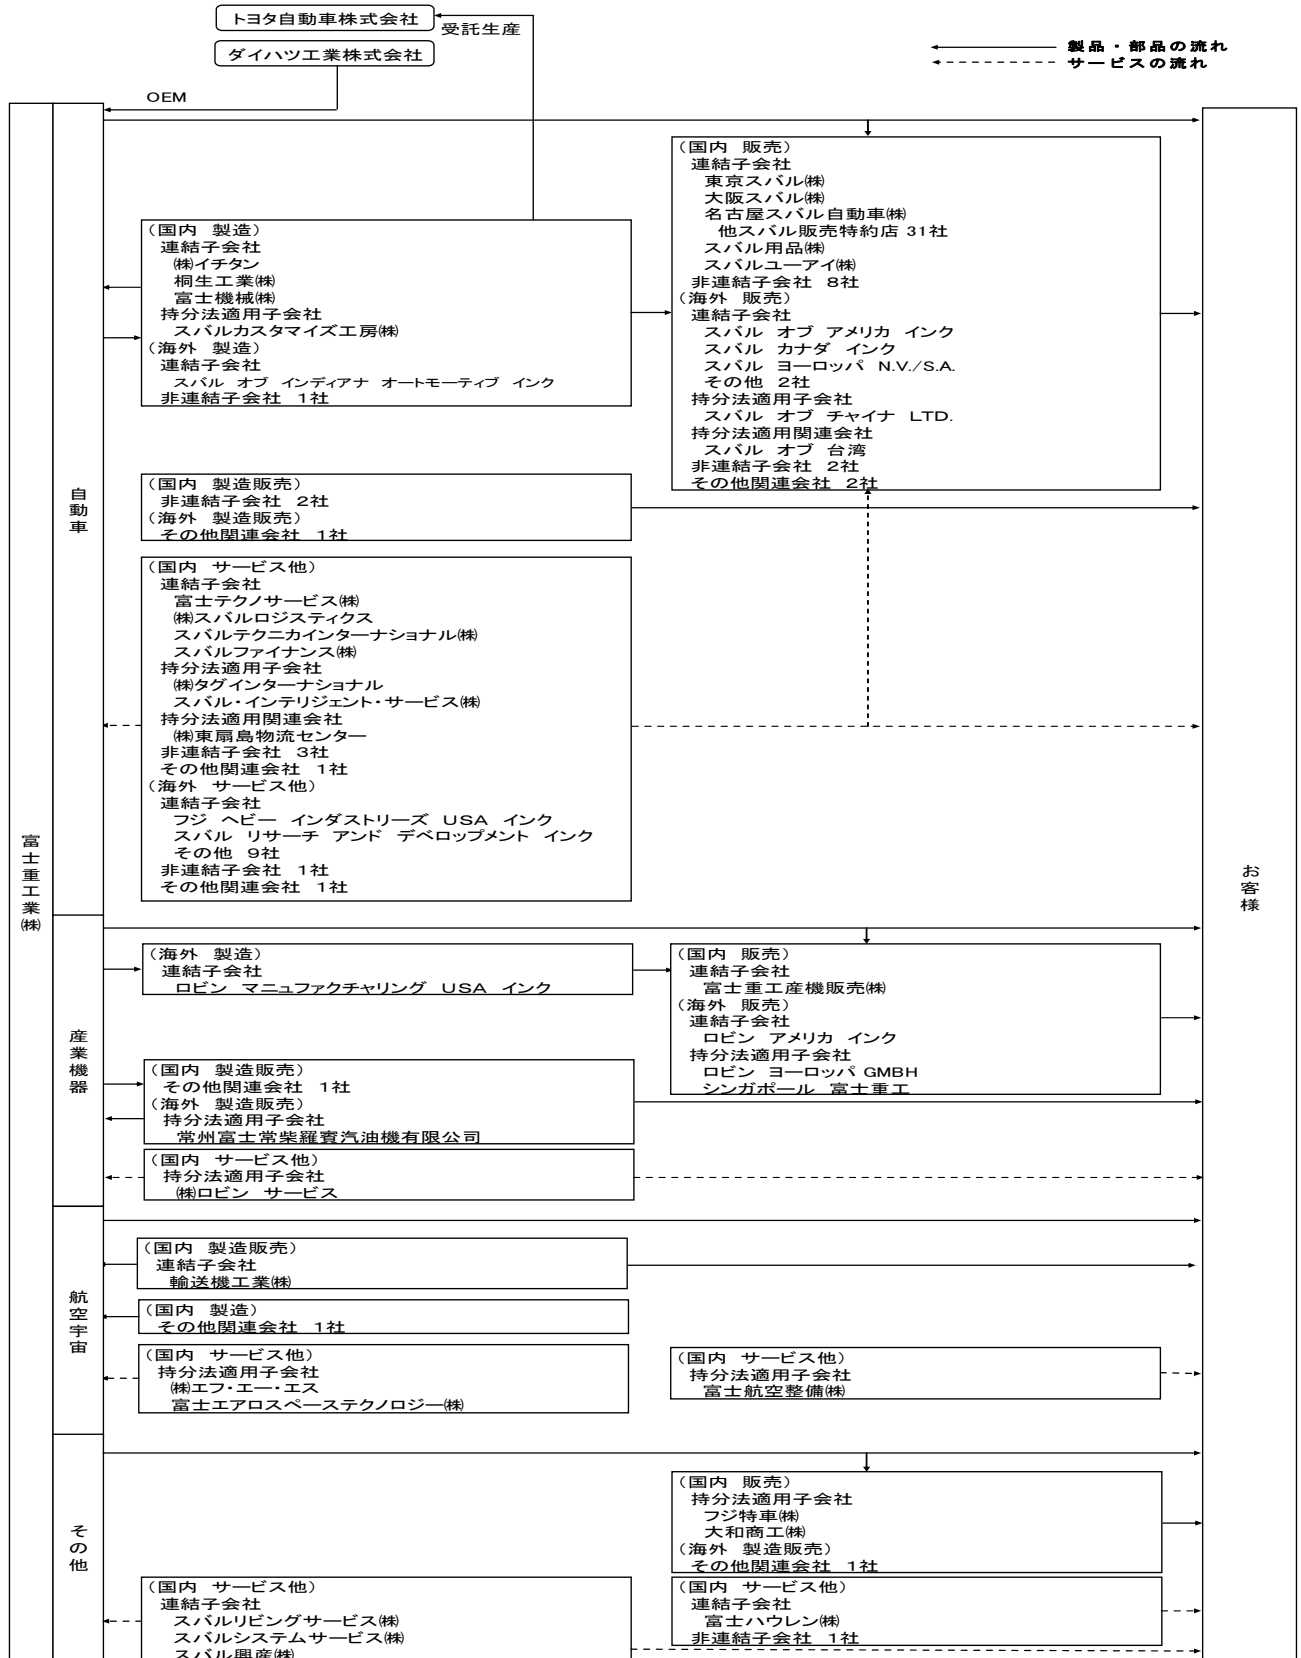 トヨタ自動車株式会社
受託生産
ダイハツ工業株式会社
製品・部品の流れ
サービスの流れ
OEM
富士重工業㈱
自動車
(国内 製造)
連結子会社
㈱イチタン
桐生工業㈱
富士機械㈱
持分法適用子会社
スバルカスタマイズ工房㈱
(海外 製造)
連結子会社
スバル オブ インディアナ オートモーティブ インク
非連結子会社 1社
(国内 販売)
連結子会社
東京スバル㈱
大阪スバル㈱
名古屋スバル自動車㈱
他スバル販売特約店 31社
スバル用品㈱
スバルユーアイ㈱
非連結子会社 8社
(海外 販売)
連結子会社
スバル オブ アメリカ インク
スバル カナダ インク
スバル ヨーロッパ N.V./S.A.
その他 2社
持分法適用子会社
スバル オブ チャイナ LTD.
持分法適用関連会社
スバル オブ 台湾
非連結子会社 2社
その他関連会社 2社
(国内 製造販売)
非連結子会社 2社
(海外 製造販売)
その他関連会社 1社
(国内 サービス他)
連結子会社
富士テクノサービス㈱
㈱スバルロジスティクス
スバルテクニカインターナショナル㈱
スバルファイナンス㈱
持分法適用子会社
㈱タグインターナショナル
スバル・インテリジェント・サービス㈱
持分法適用関連会社
㈱東扇島物流センター
非連結子会社 3社
その他関連会社 1社
(海外 サービス他)
連結子会社
フジ ヘビー インダストリーズ USA インク
スバル リサーチ アンド デベロップメント インク
その他 9社
非連結子会社 1社
その他関連会社 1社
お客様
産業機器
(海外 製造)
連結子会社
ロビン マニュファクチャリング USA インク
(国内 販売)
連結子会社
富士重工産機販売㈱
(海外 販売)
連結子会社
ロビン アメリカ インク
持分法適用子会社
ロビン ヨーロッパ GMBH
シンガポール 富士重工
(国内 製造販売)
その他関連会社 1社
(海外 製造販売)
持分法適用子会社
常州富士常柴羅賓汽油機有限公司
(国内 サービス他)
持分法適用子会社
㈱ロビン サービス
航空宇宙
(国内 製造販売)
連結子会社
輸送機工業㈱
(国内 製造)
その他関連会社 1社
(国内 サービス他)
持分法適用子会社
㈱エフ・エー・エス
富士エアロスペーステクノロジー㈱
(国内 サービス他)
持分法適用子会社
富士航空整備㈱
その他
(国内 販売)
持分法適用子会社
フジ特車㈱
大和商工㈱
(海外 製造販売)
その他関連会社 1社
(国内 サービス他)
連結子会社
スバルリビングサービス㈱
スバルシステムサービス㈱
スバル興産㈱
(国内 サービス他)
連結子会社
富士ハウレン㈱
非連結子会社 1社